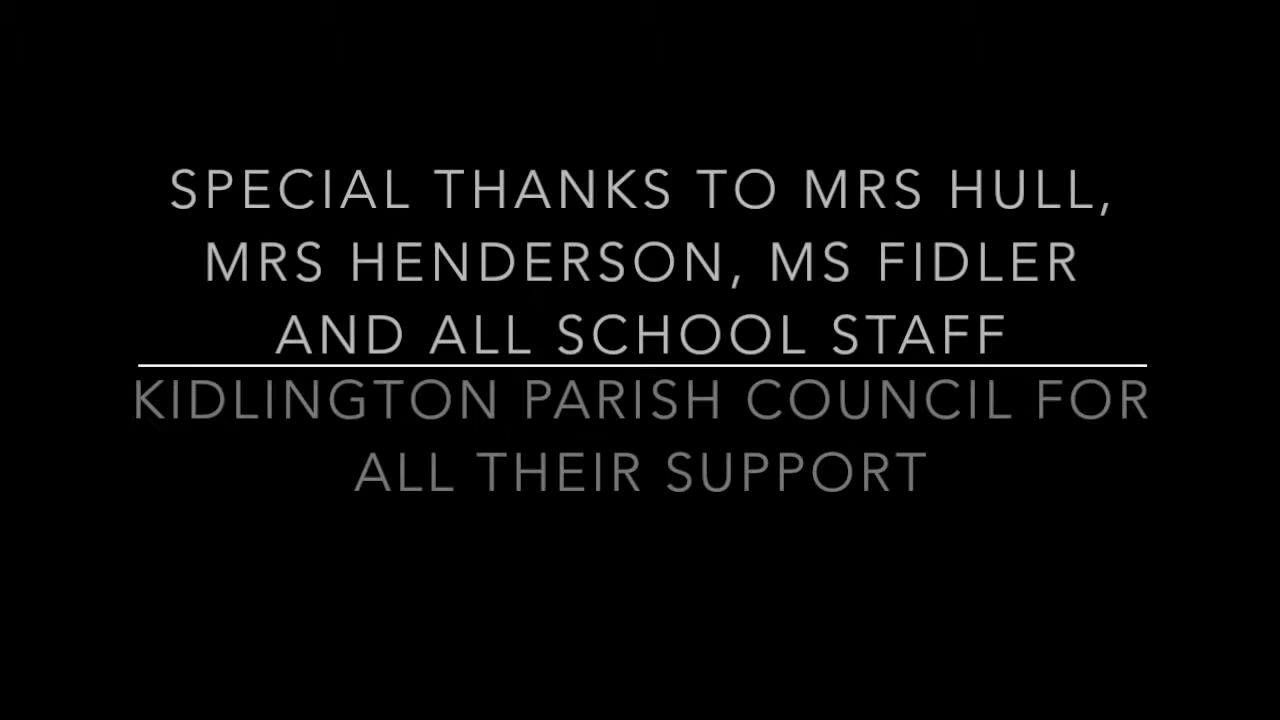 SPECIAL THANKS TO MRS HULL,
MRS HENDERSON, MS FIDLER
AND ALL SCHOOL STAFF
KIDLINGTON PARISH COUNCIL FOR
ALL THEIR SUPPORT